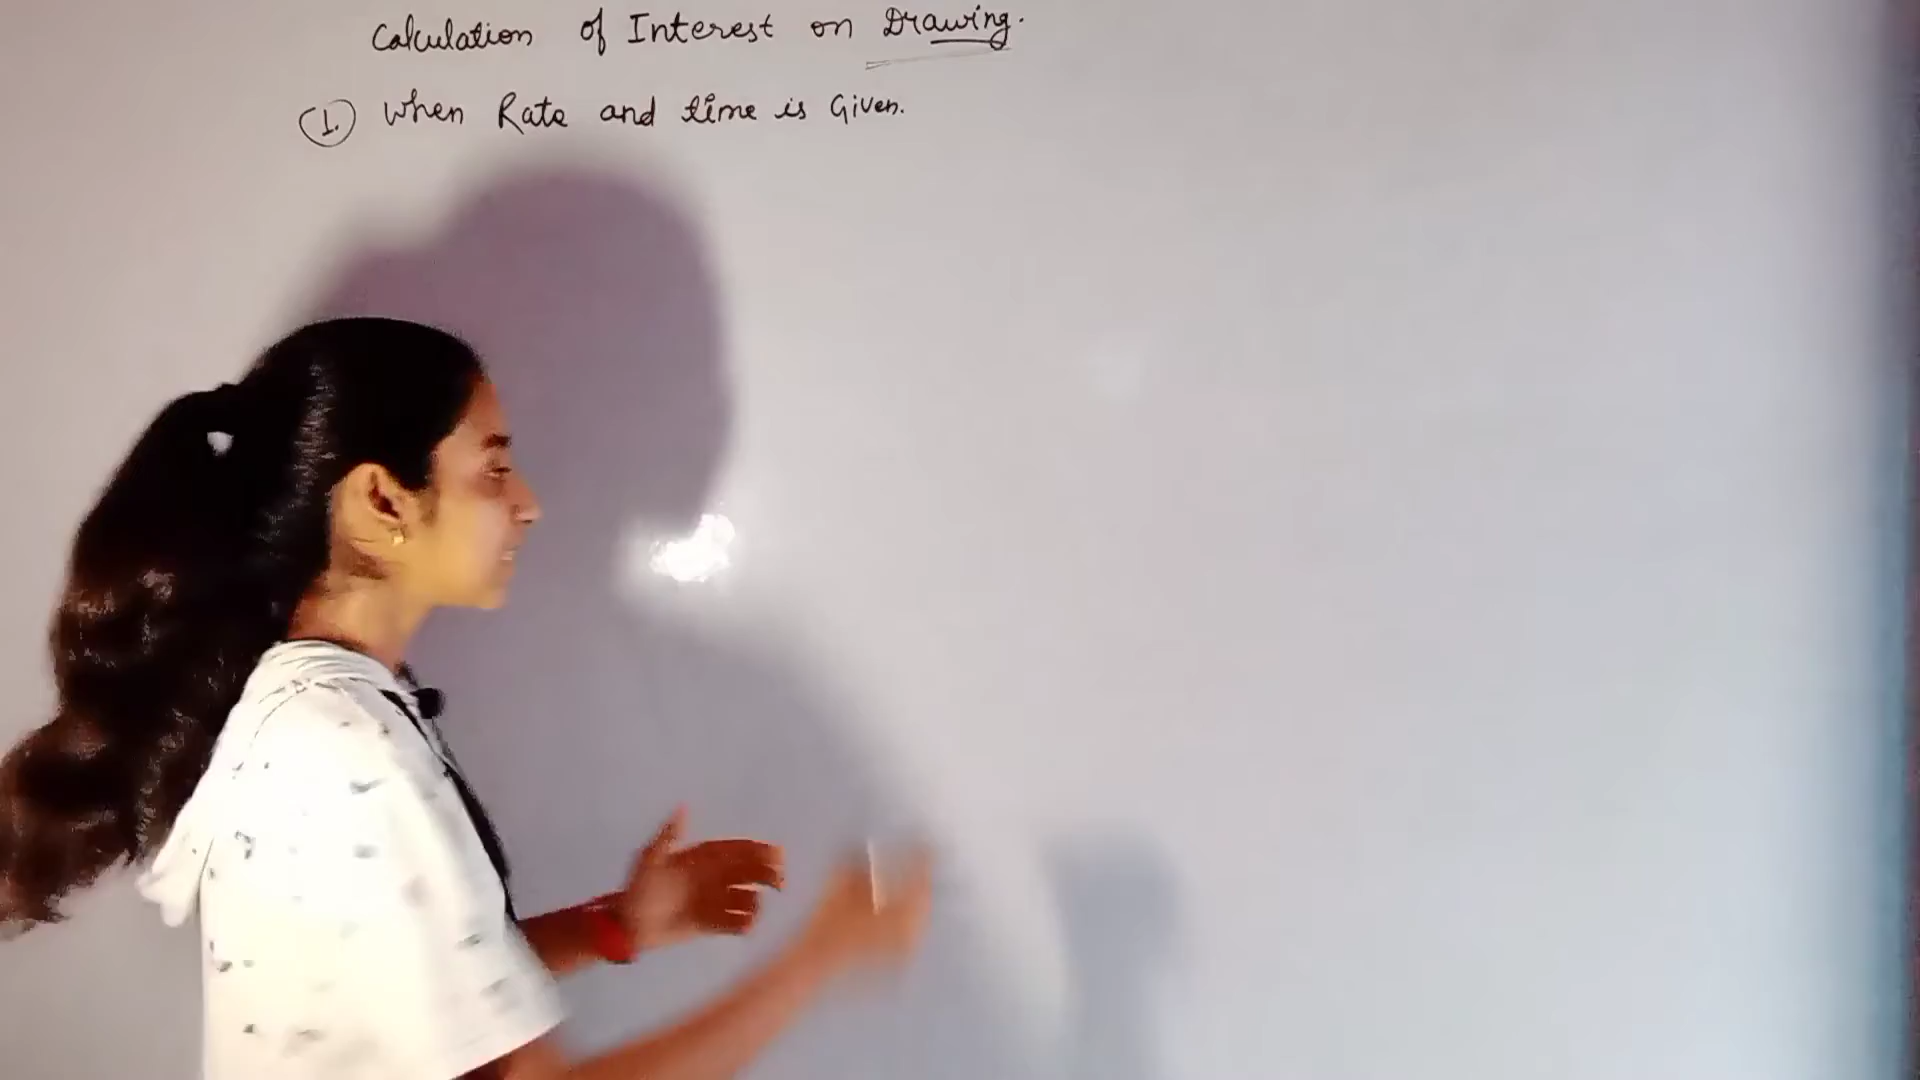 Calculation of Interest on Drawing.
1. When Rate and time is Given.